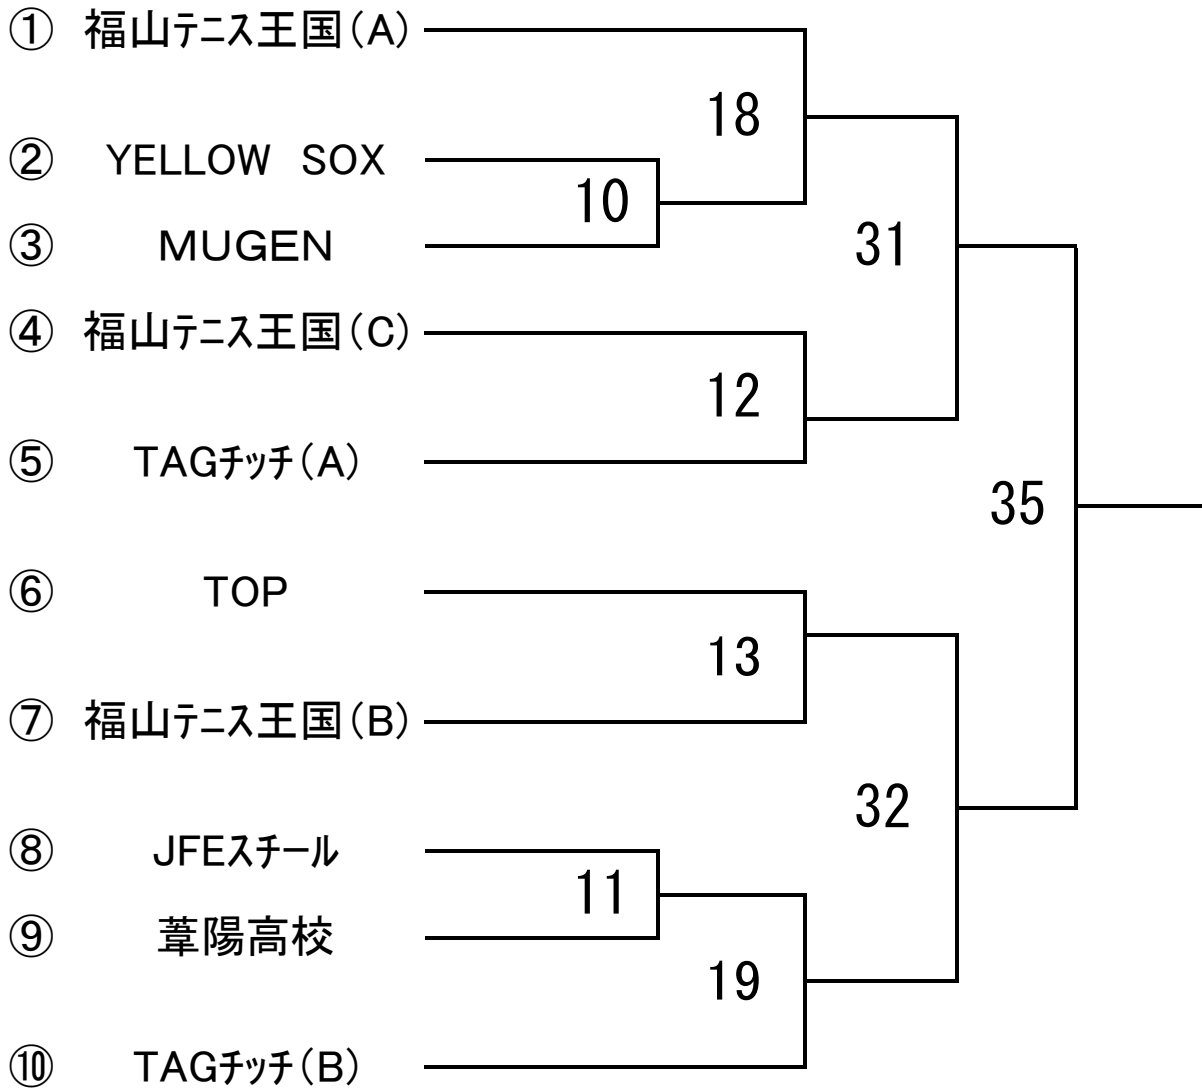 ① 福山ﾃﾆｽ王国（A）
18
② YELLOW　SOX
10
③ MUGEN
31
④ 福山ﾃﾆｽ王国（C）
12
⑤ TAGﾁｯﾁ（A）
35
⑥ TOP
13
⑦ 福山ﾃﾆｽ王国（B）
32
⑧ JFEｽﾁｰﾙ
11
⑨ 葦陽高校
19
⑩ TAGﾁｯﾁ（B）